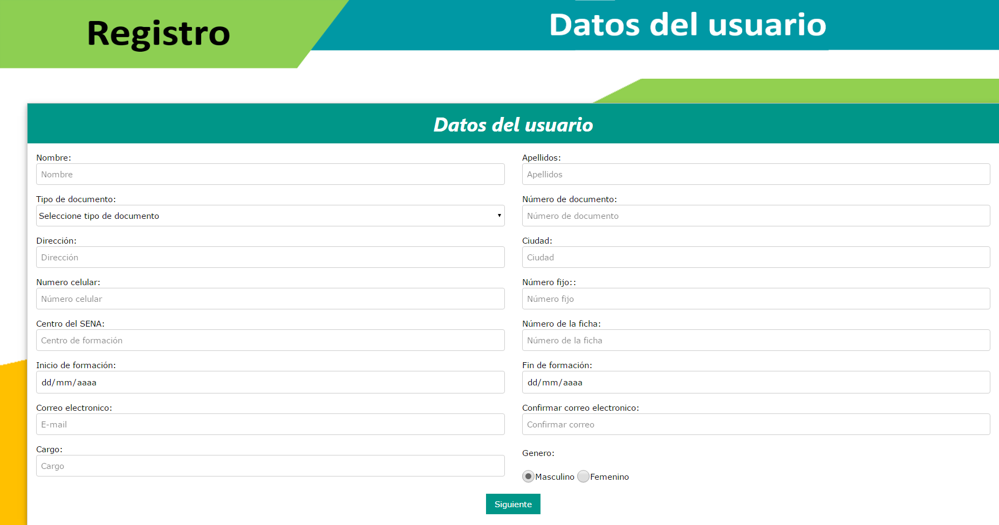 Registro
Datos del usuario
Datos del usuario
Nombre:
Nombre
Apellidos:
Apellidos
Tipo de documento:
Seleccione tipo de documento
Número de documento:
Número de documento
Dirección:
Dirección
Ciudad:
Ciudad
Numero celular:
Número celular
Número fijo::
Número fijo
Centro del SENA:
Centro de formación
Número de la ficha:
Número de la ficha
Inicio de formación:
dd/mm/aaaa
Fin de formación:
dd/mm/aaaa
Correo electronico:
E-mail
Confirmar correo electronico:
Confirmar correo
Cargo:
Cargo
Genero:
Masculino Femenino
Siguiente